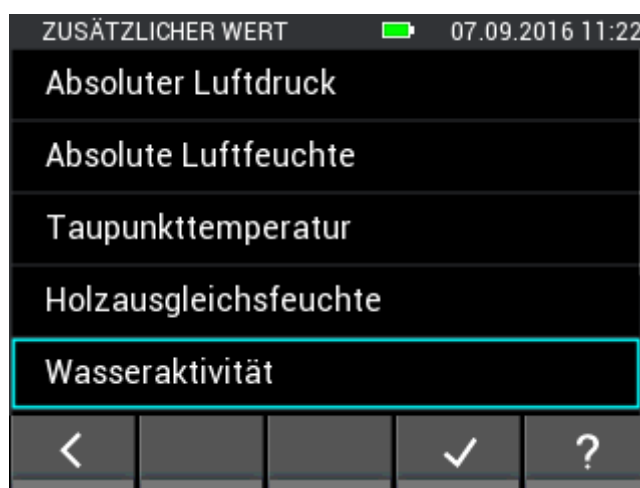 ZUSÄTZLICHER WERT 07.09.2016 11:22
Absoluter Luftdruck
Absolute Luftfeuchte
Taupunkttemperatur
Holzausgleichsfeuchte
Wasseraktivität
?